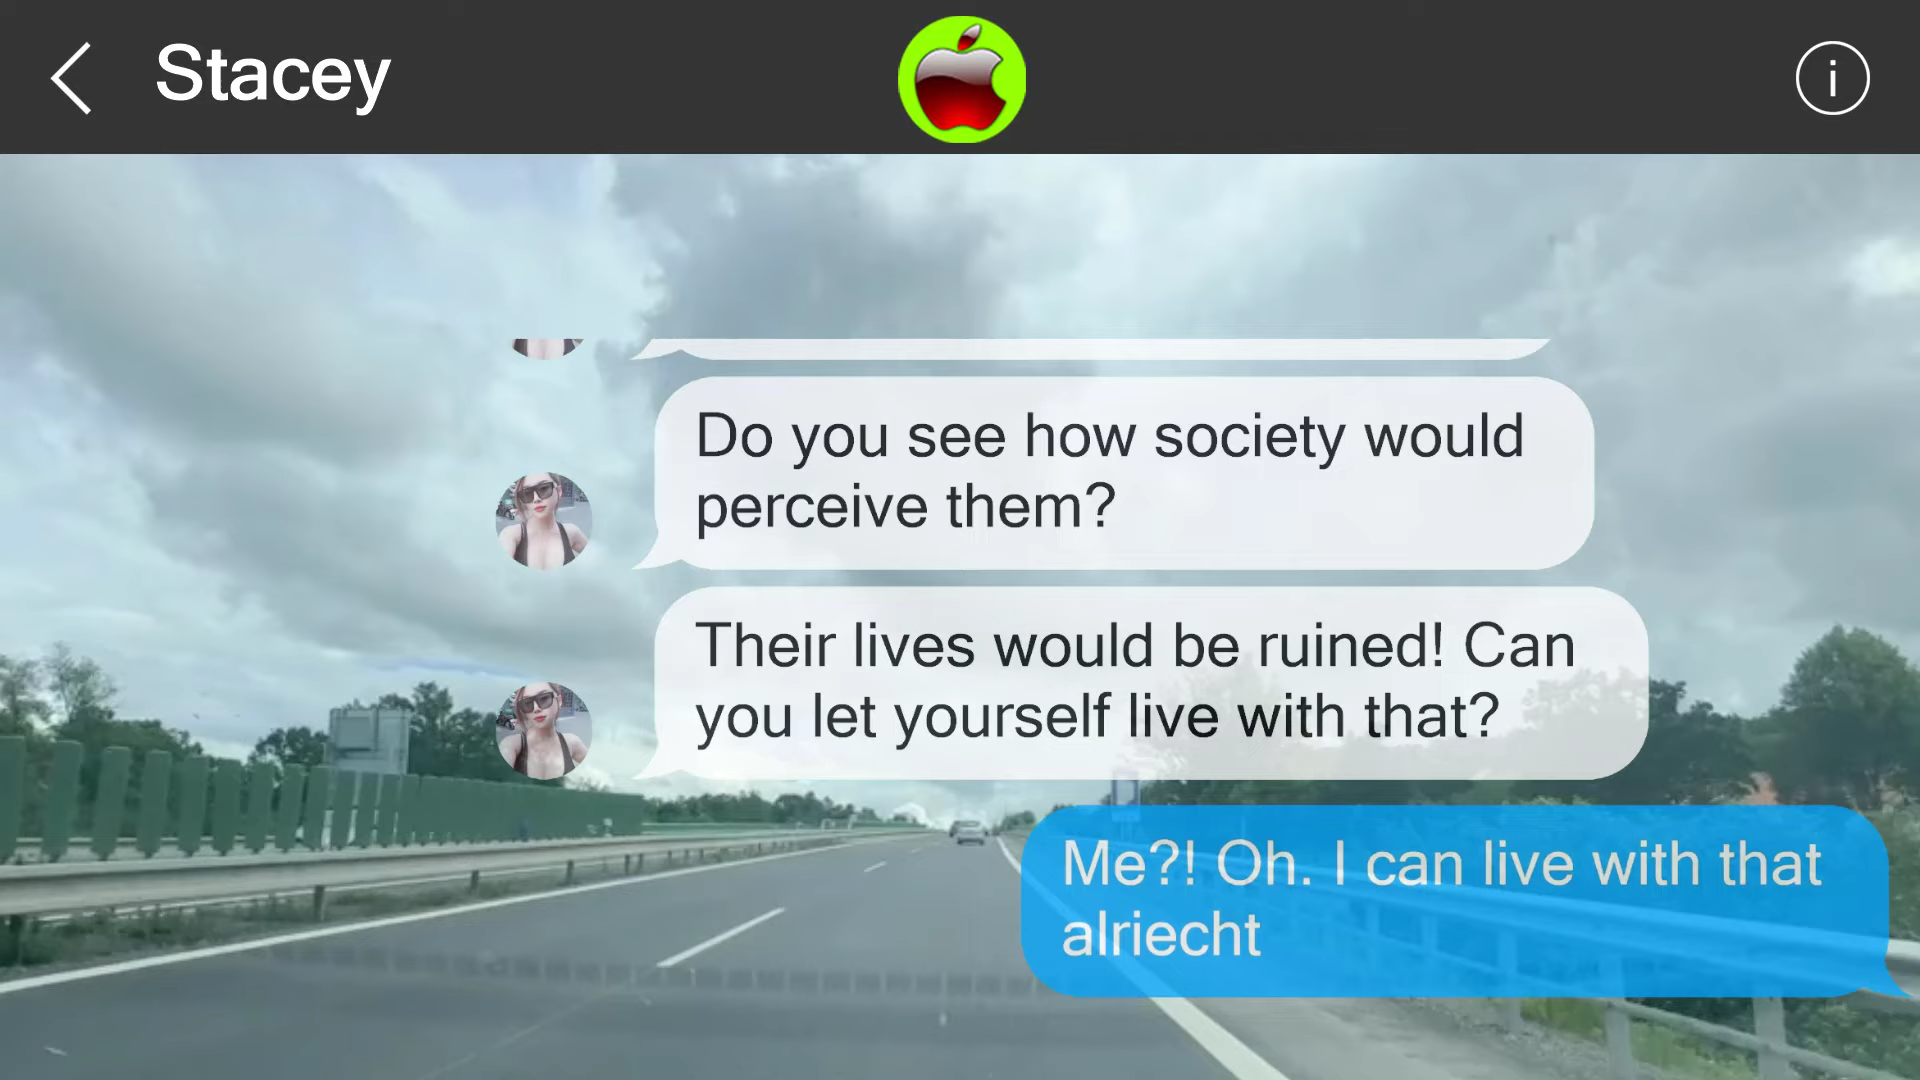 Stacey
i
Do you see how society would
perceive them?
Their lives would be ruined! Can
you let yourself live with that?
Me?! Oh. I can live with that
alriecht